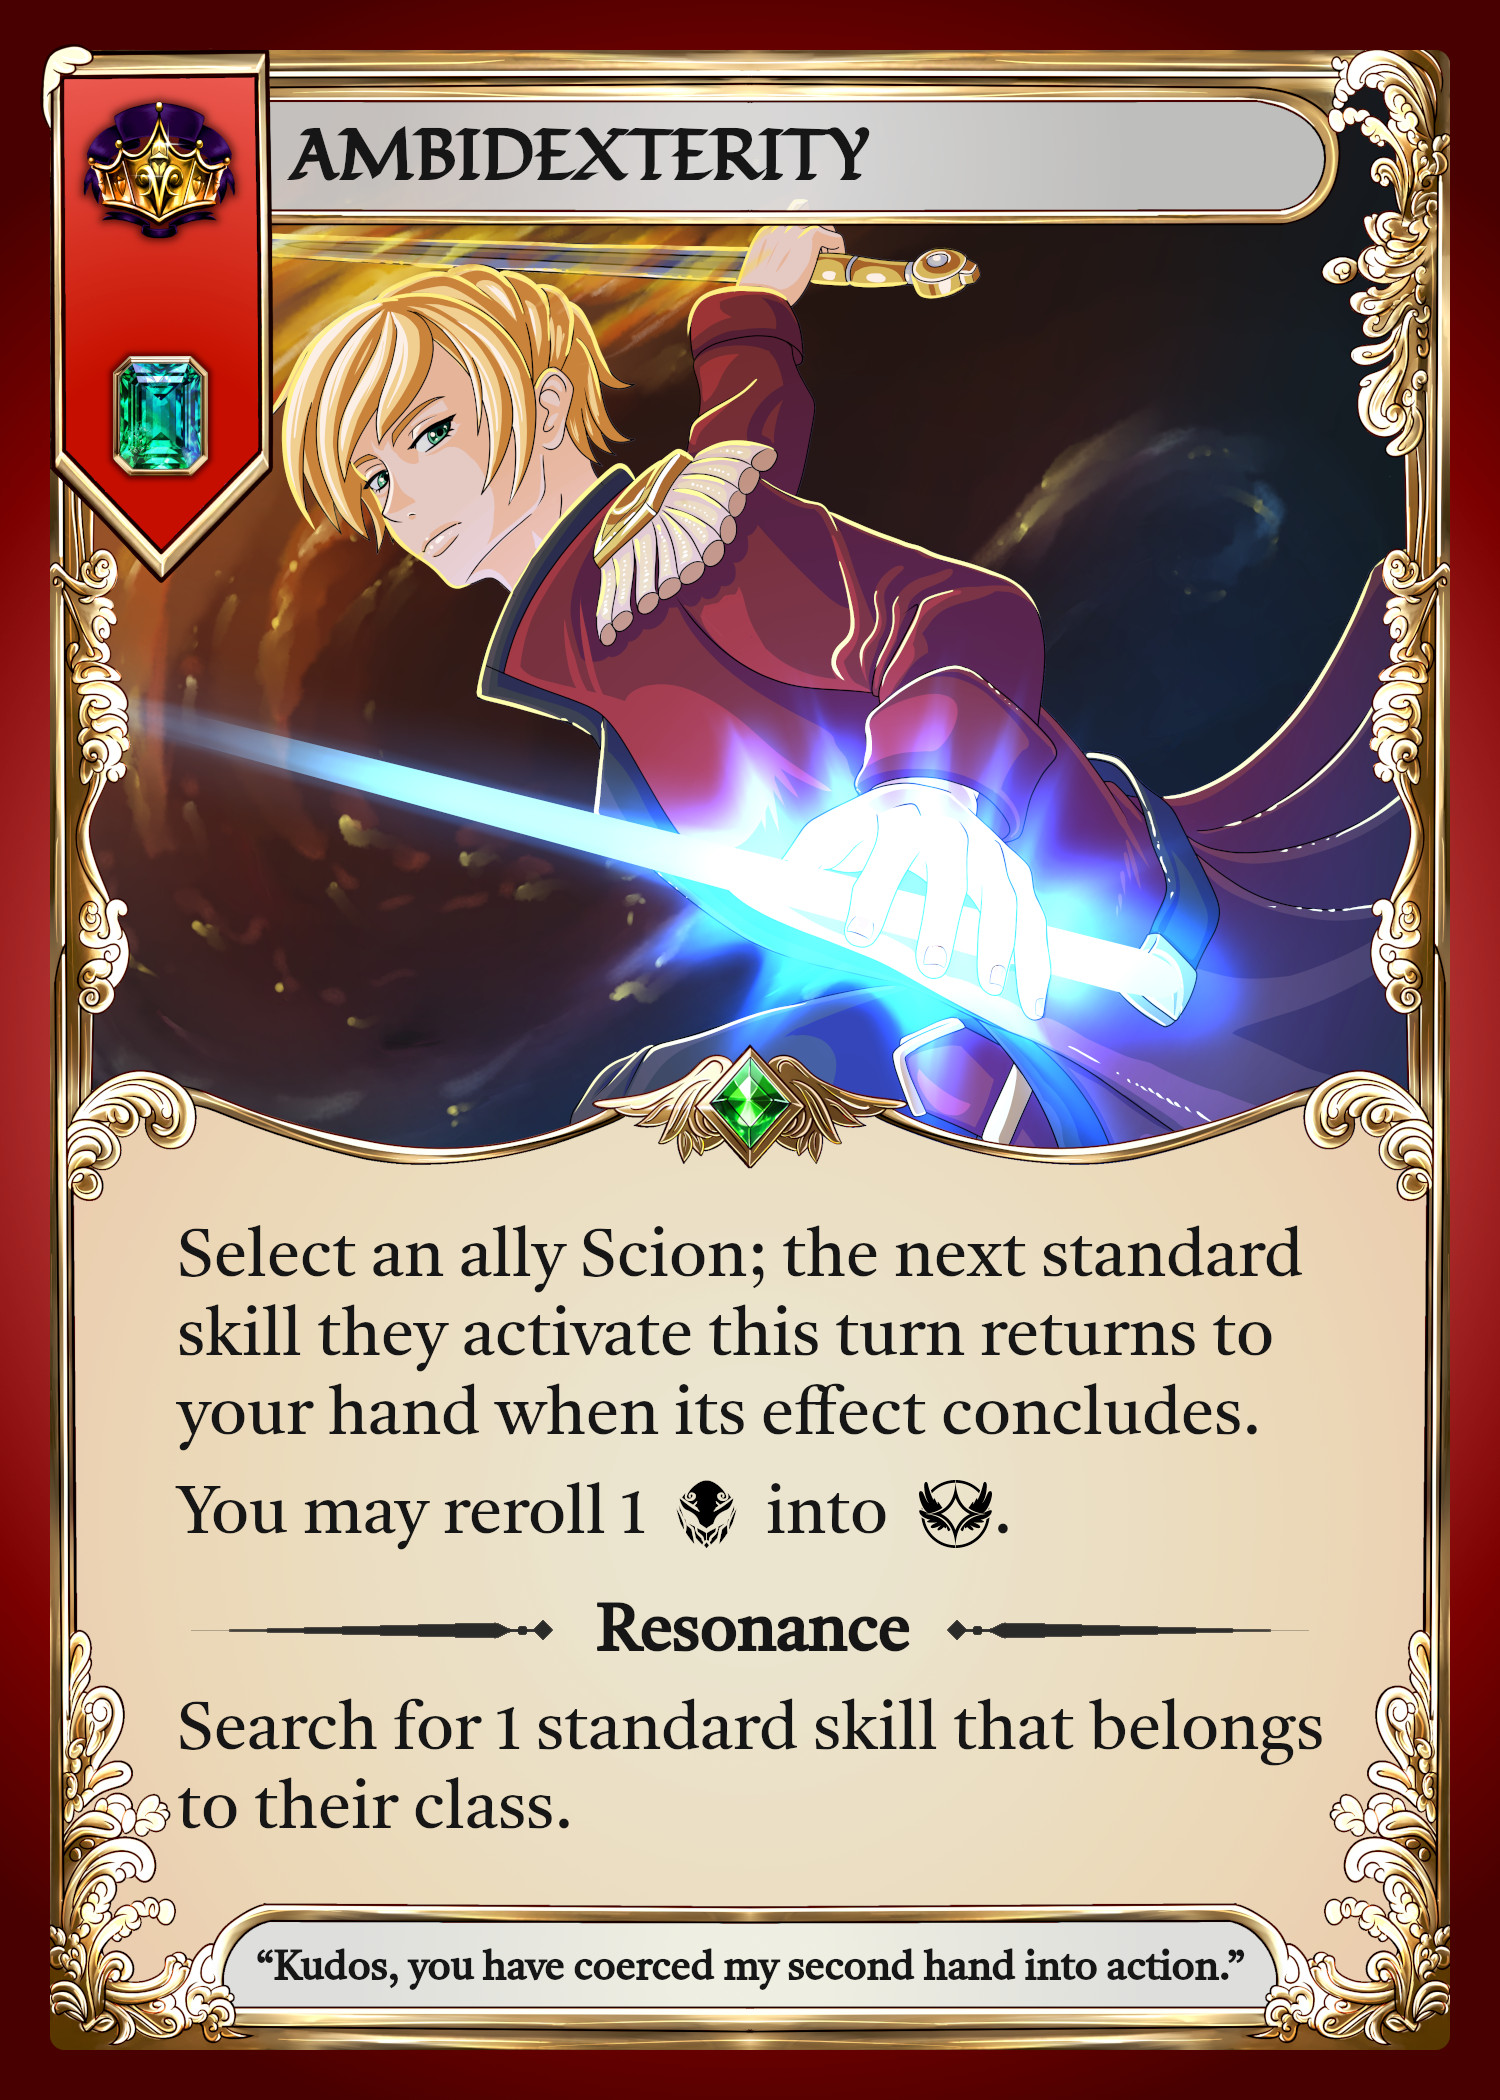 AMBIDEXTERITY
Select an ally Scion; the next standard
skill they activate this turn returns to
your hand when its effect concludes.
You may reroll 1 into .
Resonance
Search for 1 standard skill that belongs
to their class.
“Kudos, you have coerced my second hand into action.”